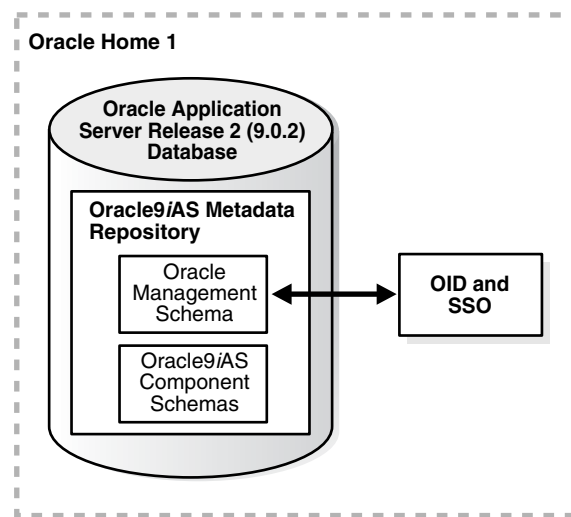 Oracle Home 1
Oracle Application
Server Release 2 (9.0.2)
Database
Oracle9iAS Metadata
Repository
Oracle
Management
Schema
OID and
SSO
Oracle9iAS
Component
Schemas